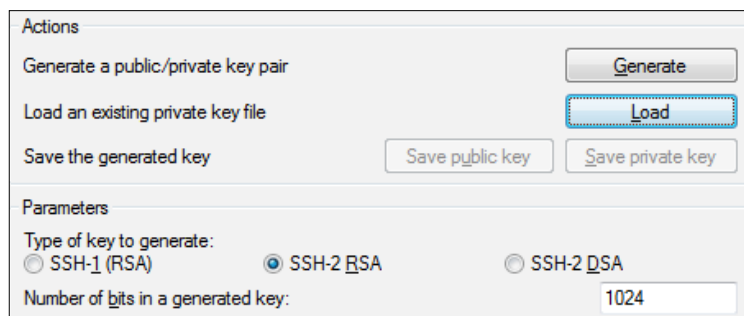 Actions
Generate a public/private key pair Generate
Load an existing private key file Load
Save the generated key Save public key Save private key
Parameters
Type of key to generate:
SSH-1 (RSA) SSH-2 RSA SSH-2 DSA
Number of bits in a generated key: 1024